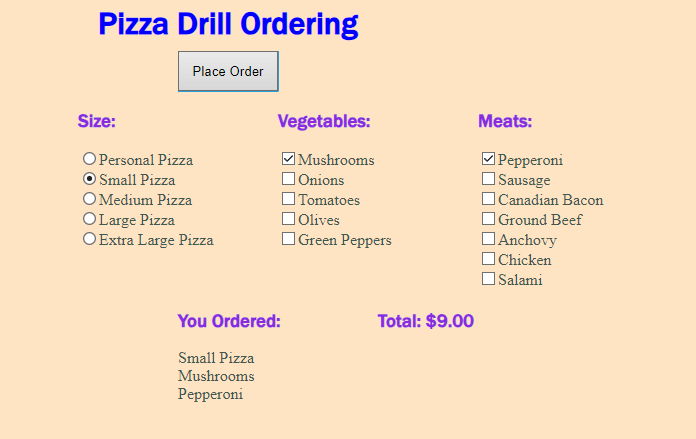 Pizza Drill Ordering
Place Order
Size:
Personal Pizza
Small Pizza
Medium Pizza
Large Pizza
Extra Large Pizza
Vegetables:
Mushrooms
Onions
Tomatoes
Olives
Green Peppers
Meats:
Pepperoni
Sausage
Canadian Bacon
Ground Beef
Anchovy
Chicken
Salami
You Ordered:
Small Pizza
Mushrooms
Pepperoni
Total: $9.00